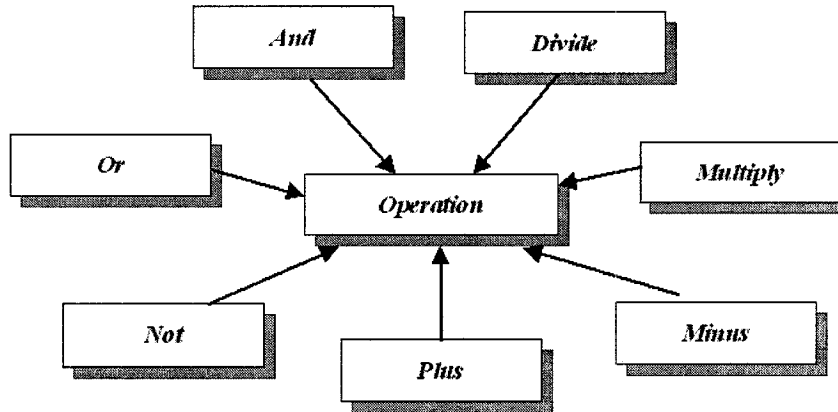 And
Divide
Or
Multiply
Operation
Not
Minus
Plus